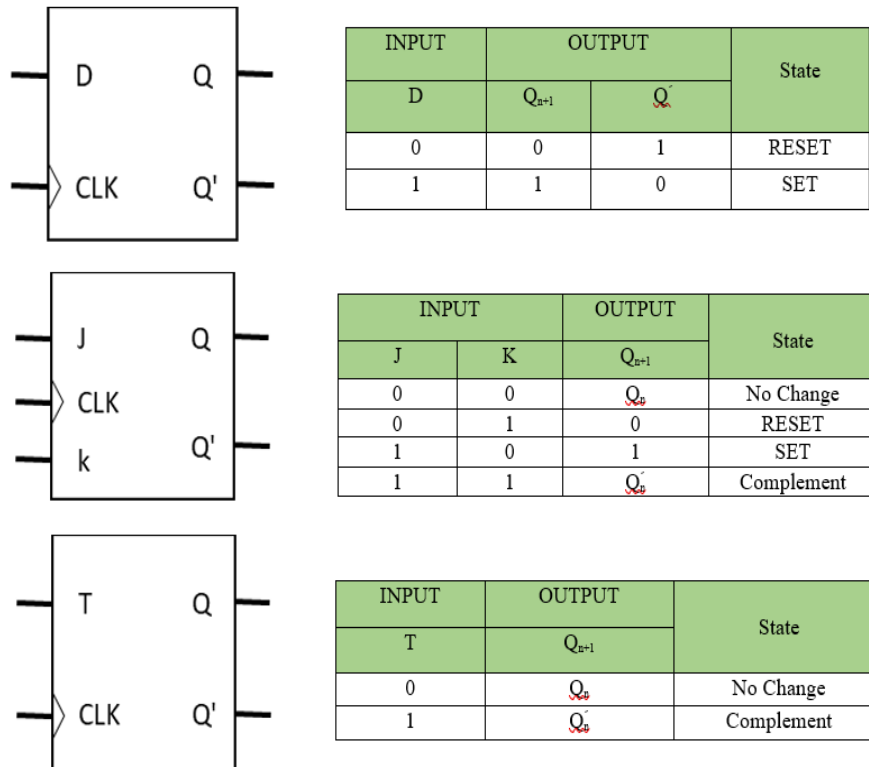 D Q
CLK Q'
INPUT OUTPUT State
D Qₙ₊₁ Q´
0 0 1 RESET
1 1 0 SET
J Q
CLK
k Q'
INPUT OUTPUT State
J K Qₙ₊₁
0 0 Qₙ No Change
0 1 0 RESET
1 0 1 SET
1 1 Q´ₙ Complement
T Q
CLK Q'
INPUT OUTPUT State
T Qₙ₊₁
0 Qₙ No Change
1 Q´ₙ Complement